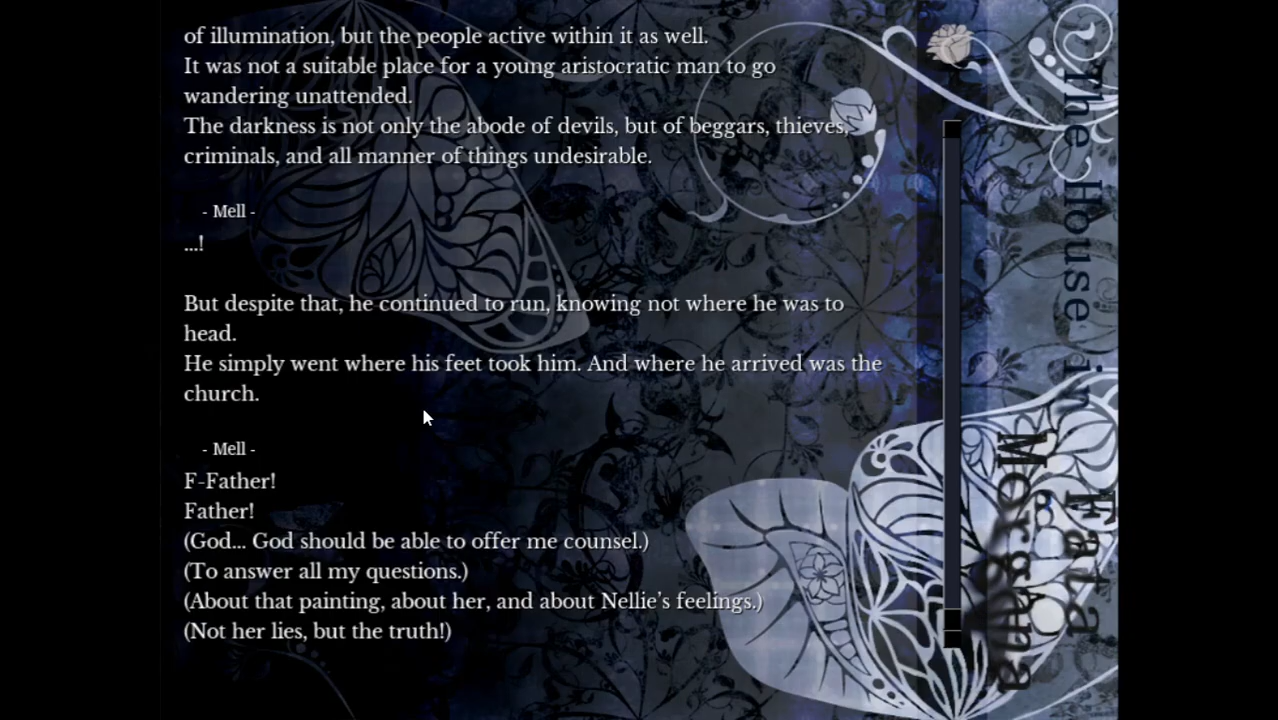 of illumination, but the people active within it as well.
It was not a suitable place for a young aristocratic man to go
wandering unattended.
The darkness is not only the abode of devils, but of beggars, thieves,
criminals, and all manner of things undesirable.
- Mell -
...!
But despite that, he continued to run, knowing not where he was to
head.
He simply went where his feet took him. And where he arrived was the
church.
- Mell -
F-Father!
Father!
(God... God should be able to offer me counsel.)
(To answer all my questions.)
(About that painting, about her, and about Nellie's feelings.)
(Not her lies, but the truth!)
The House in
Fata
Morgana